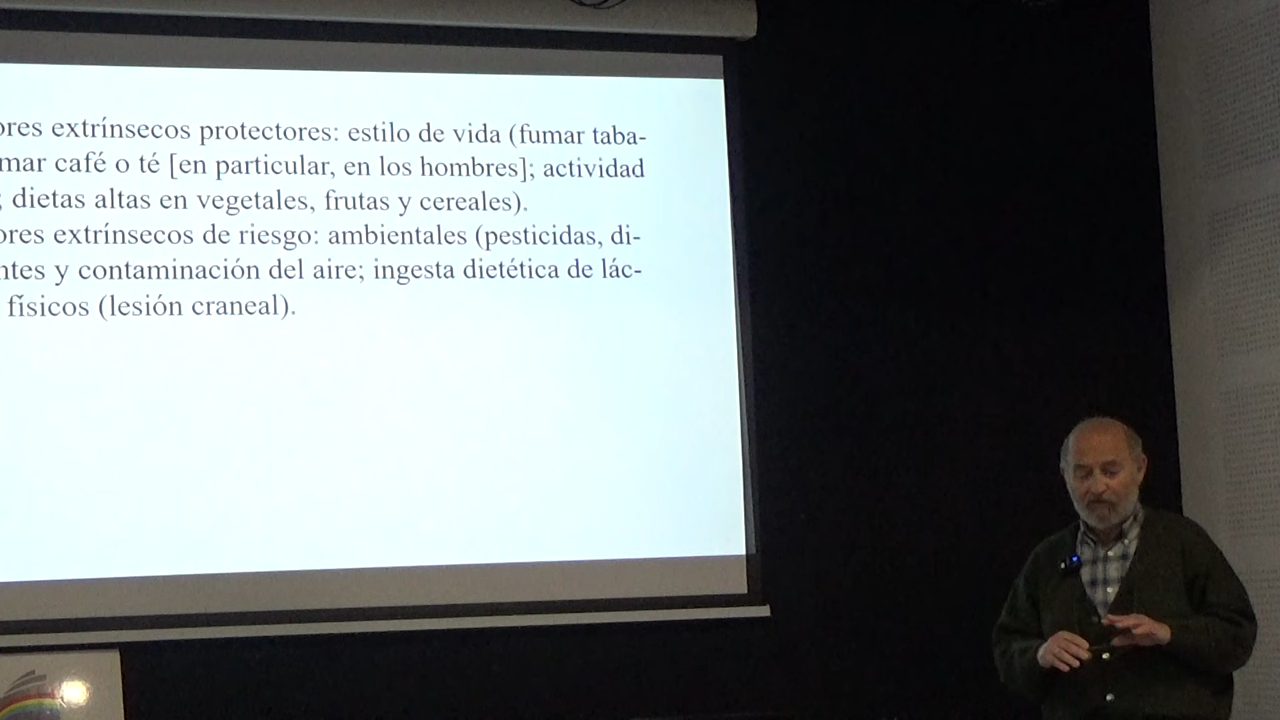 ores extrínsecos protectores: estilo de vida (fumar taba-
mar café o té [en particular, en los hombres]; actividad
; dietas altas en vegetales, frutas y cereales).
ores extrínsecos de riesgo: ambientales (pesticidas, di-
ntes y contaminación del aire; ingesta dietética de lác-
físicos (lesión craneal).